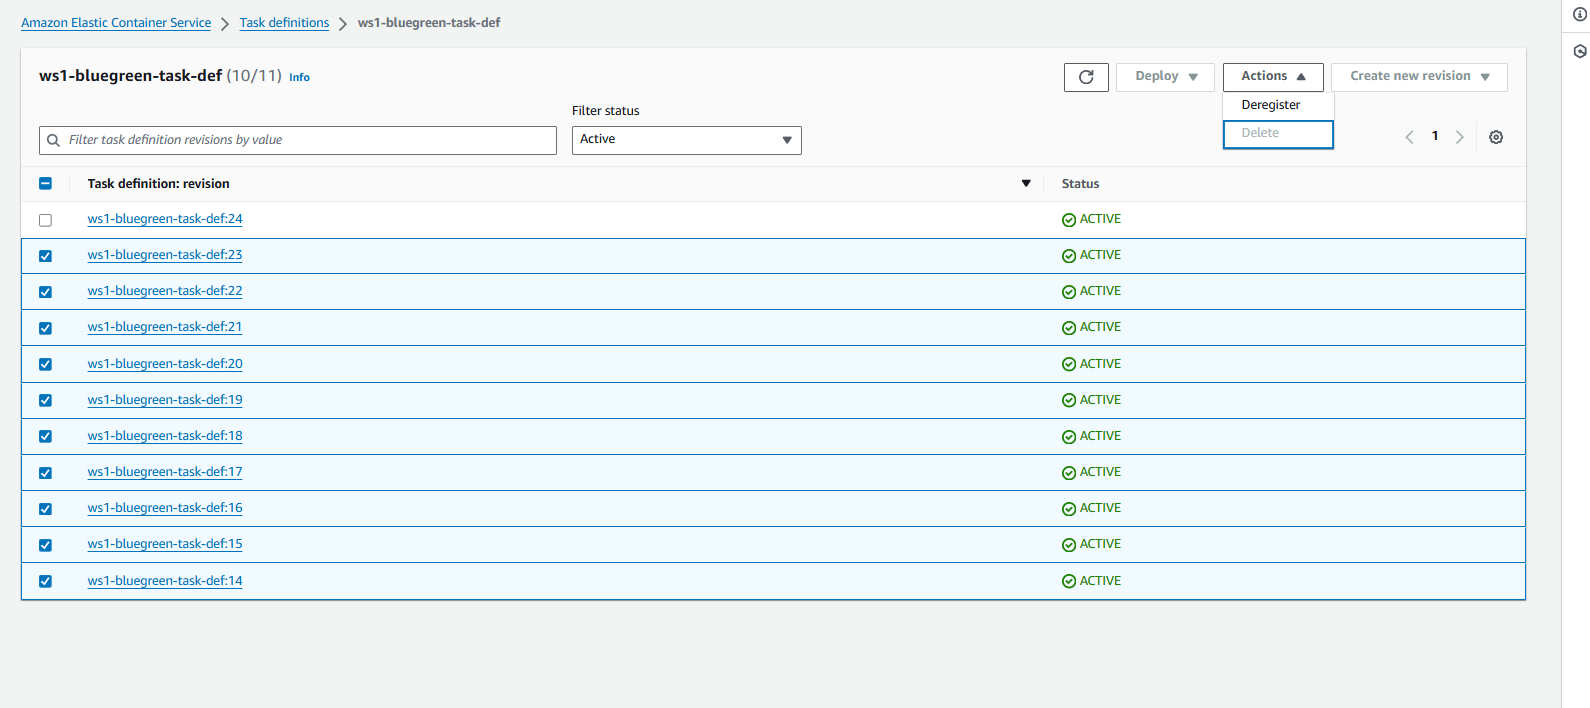 Amazon Elastic Container Service > Task definitions > ws1-bluegreen-task-def
ws1-bluegreen-task-def (10/11) Info
Deploy
Actions
Create new revision
Deregister
Delete
Filter status
Filter task definition revisions by value
Active
1
Task definition: revision Status
ws1-bluegreen-task-def:24 ACTIVE
ws1-bluegreen-task-def:23 ACTIVE
ws1-bluegreen-task-def:22 ACTIVE
ws1-bluegreen-task-def:21 ACTIVE
ws1-bluegreen-task-def:20 ACTIVE
ws1-bluegreen-task-def:19 ACTIVE
ws1-bluegreen-task-def:18 ACTIVE
ws1-bluegreen-task-def:17 ACTIVE
ws1-bluegreen-task-def:16 ACTIVE
ws1-bluegreen-task-def:15 ACTIVE
ws1-bluegreen-task-def:14 ACTIVE